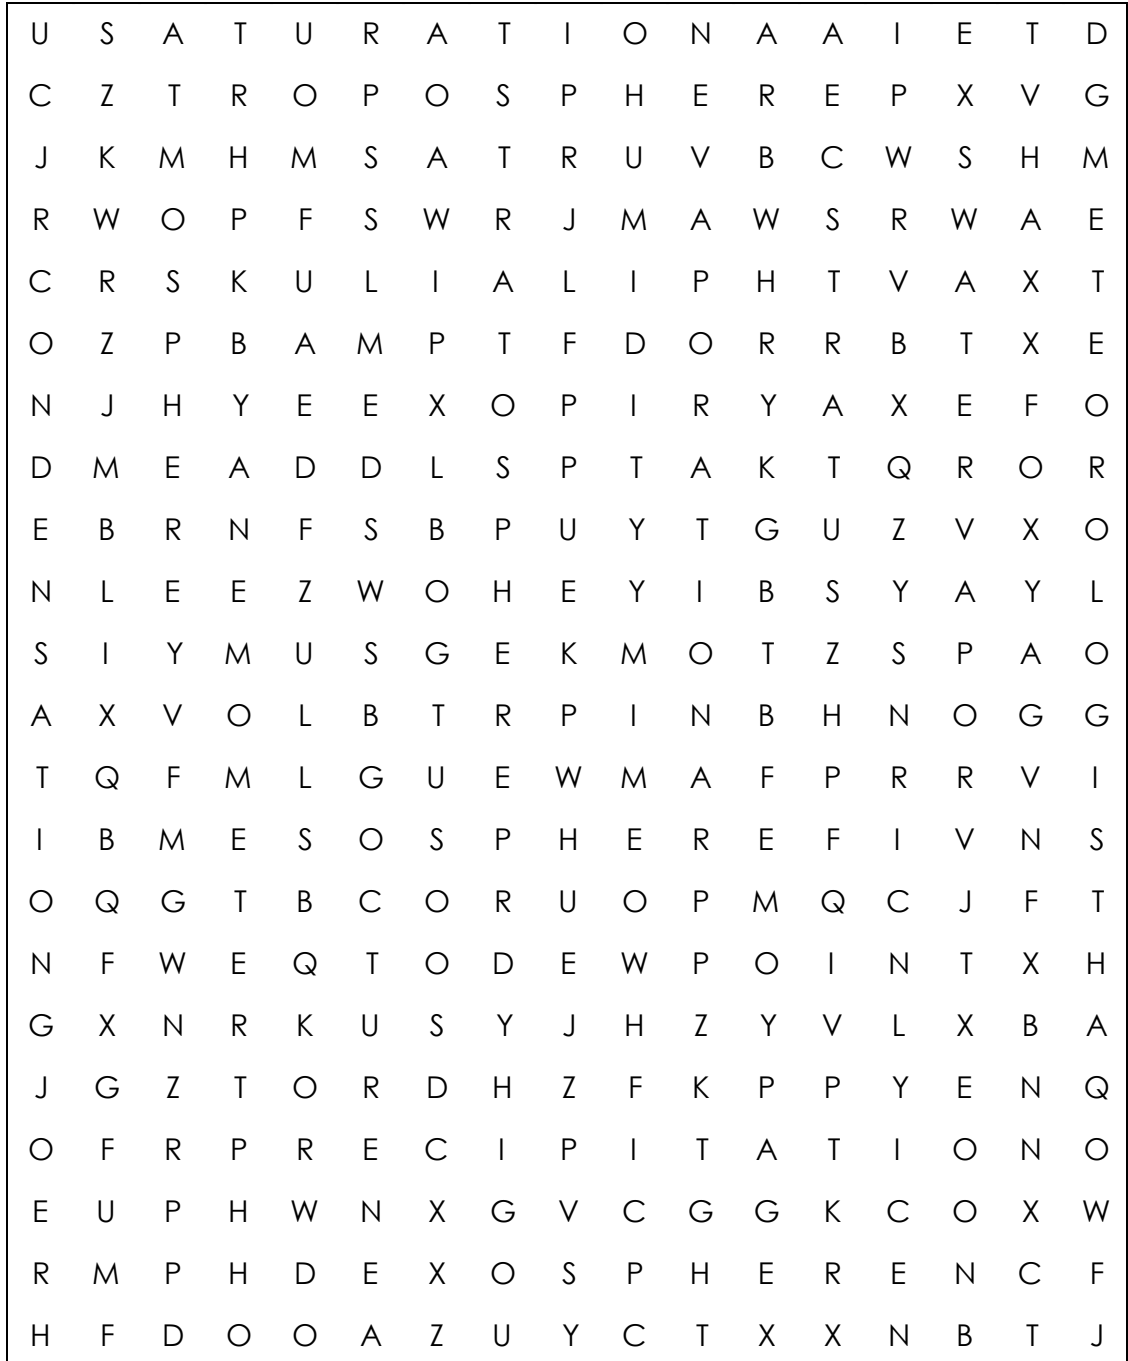 U S A T U R A T I O N A A I E T D
C Z T R O P O S P H E R E P X V G
J K M H M S A T R U V B C W S H M
R W O P F S W R J M A W S R W A E
C R S K U L I A L I P H T V A X T
O Z P B A M P T F D O R R B T X E
N J H Y E E X O P I R Y A X E F O
D M E A D D L S P T A K T Q R O R
E B R N F S B P U Y T G U Z V X O
N L E E Z W O H E Y I B S Y A Y L
S I Y M U S G E K M O T Z S P A O
A X V O L B T R P I N B H N O G G
T Q F M L G U E W M A F P R R V I
I B M E S O S P H E R E F I V N S
O Q G T B C O R U O P M Q C J F T
N F W E Q T O D E W P O I N T X H
G X N R K U S Y J H Z Y V L X B A
J G Z T O R D H Z F K P P Y E N Q
O F R P R E C I P I T A T I O N O
E U P H W N X G V C G G K C O X W
R M P H D E X O S P H E R E N C F
H F D O O A Z U Y C T X X N B T J